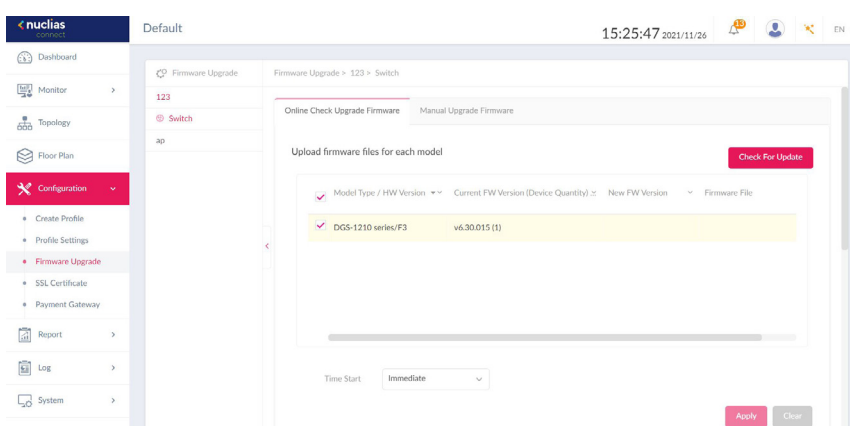 nuclias
connect
Default
15:25:47 2021/11/26
13
EN
Dashboard
Monitor
Topology
Floor Plan
Configuration
Create Profile
Profile Settings
Firmware Upgrade
SSL Certificate
Payment Gateway
Report
Log
System
Firmware Upgrade
123
Switch
ap
Firmware Upgrade > 123 > Switch
Online Check Upgrade Firmware Manual Upgrade Firmware
Upload firmware files for each model
Check For Update
Model Type / HW Version Current FW Version (Device Quantity) New FW Version Firmware File
DGS-1210 series/F3 v6.30.015 (1)
Time Start Immediate
Apply Clear